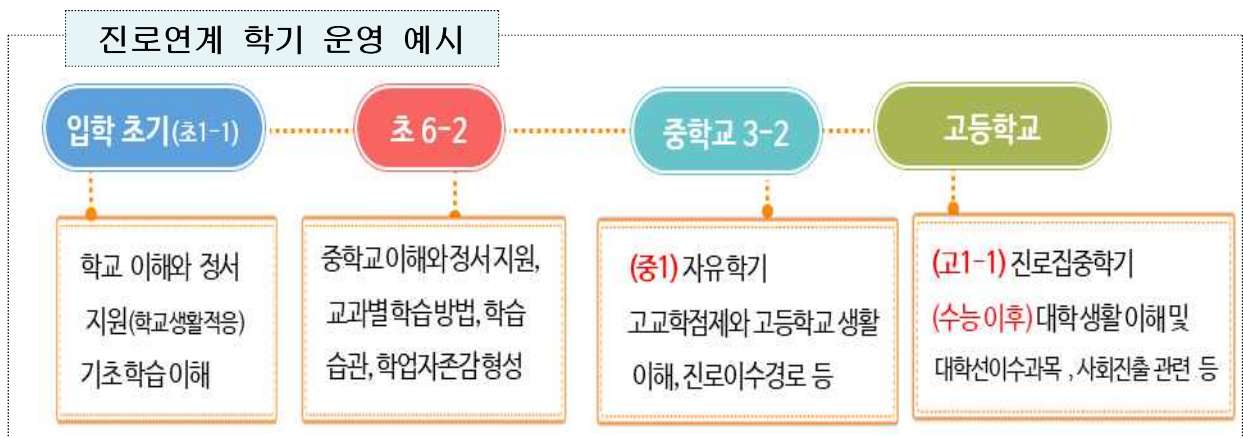 진로연계 학기 운영 예시
입학 초기(초1-1)
초 6-2
중학교 3-2
고등학교
학교 이해와 정서
지원(학교생활적응)
기초학습 이해
중학교 이해와 정서 지원,
교과별 학습 방법, 학습
습관, 학업자존감 형성
(중1) 자유학기
고교학점제와 고등학교 생활
이해, 진로이수경로 등
(고1-1) 진로집중학기
(수능 이후) 대학 생활 이해 및
대학선이수과목 , 사회진출 관련 등